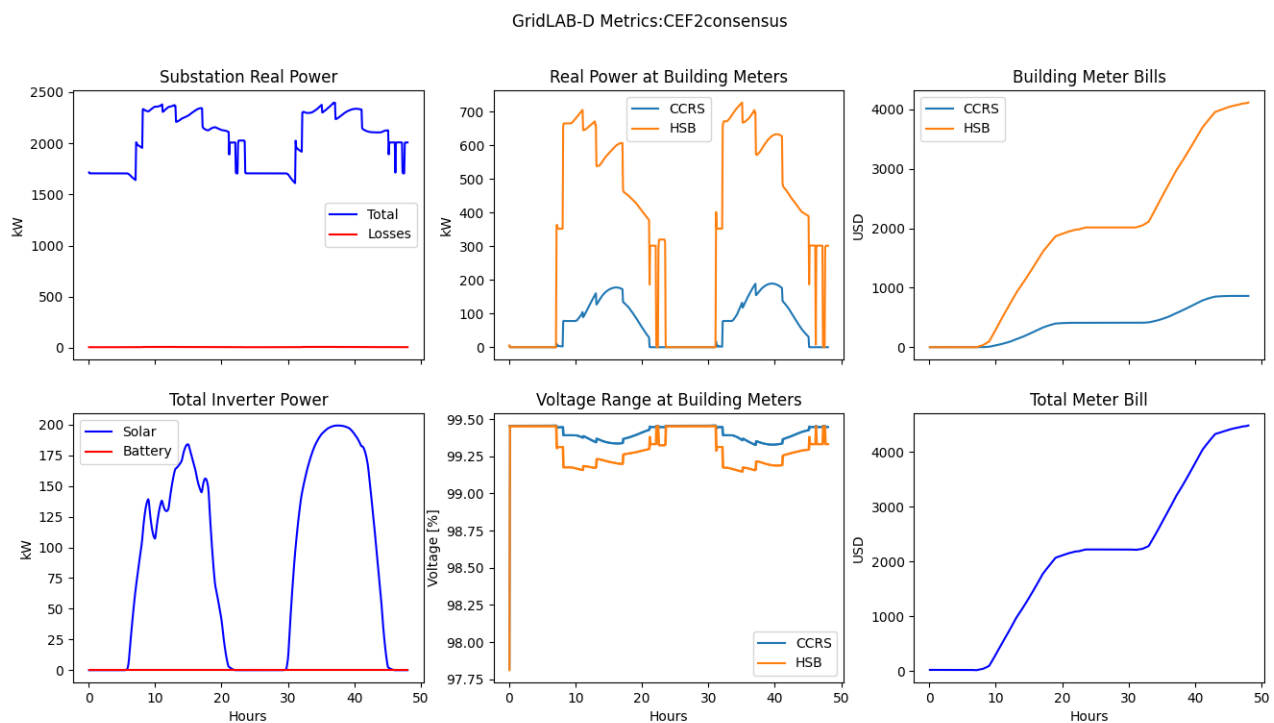 GridLAB-D Metrics:CEF2consensus
Substation Real Power
kW
2500
2000
1500
1000
500
0
Total
Losses
Real Power at Building Meters
kW
700
600
500
400
300
200
100
0
CCRS
HSB
Building Meter Bills
USD
4000
3000
2000
1000
0
CCRS
HSB
Total Inverter Power
kW
200
175
150
125
100
75
50
25
0
Solar
Battery
0 10 20 30 40 50
Hours
Voltage Range at Building Meters
Voltage [%]
99.50
99.25
99.00
98.75
98.50
98.25
98.00
97.75
CCRS
HSB
0 10 20 30 40 50
Hours
Total Meter Bill
USD
4000
3000
2000
1000
0
0 10 20 30 40 50
Hours